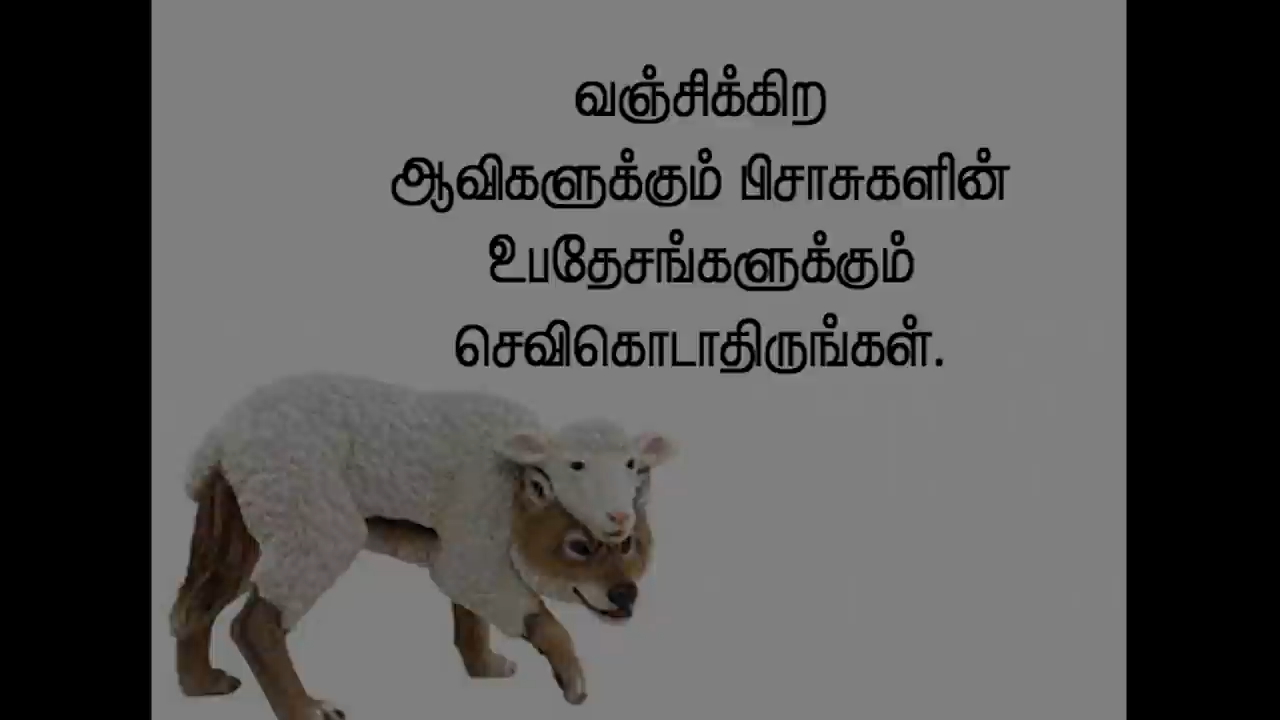 வஞ்சிக்கிற
ஆவிகளுக்கும் பிசாசுகளின்
உபதேசங்களுக்கும்
செவிகொடாதிருங்கள்.